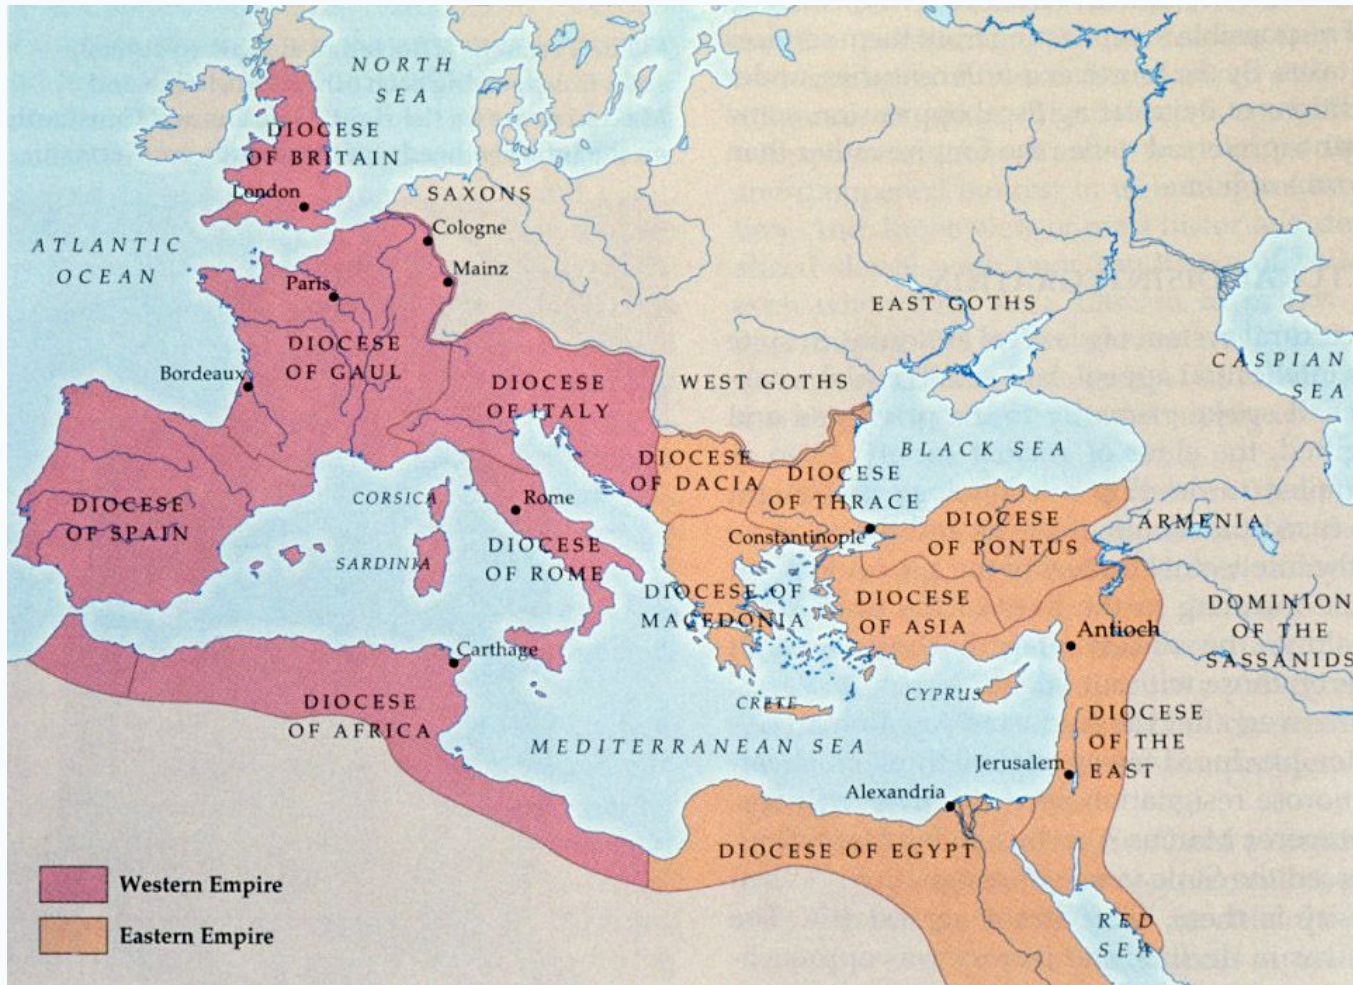 NORTH
SEA
DIOCESE
OF BRITAIN
London
SAXONS
Cologne
ATLANTIC
OCEAN
Mainz
Paris
EAST GOTHS
DIOCESE
OF GAUL
CASPIAN
SEA
Bordeaux
DIOCESE
OF ITALY
WEST GOTHS
BLACK SEA
DIOCESE
OF DACIA
DIOCESE
OF THRACE
CORSICA
Rome
DIOCESE
OF SPAIN
ARMENIA
Constantinople
DIOCESE
OF PONTUS
DIOCESE
OF ROME
SARDINIA
DIOCESE OF
MACEDONIA
DIOCESE
OF ASIA
DOMINION
OF THE
SASSANIDS
Antioch
Carthage
DIOCESE
OF AFRICA
CRETE
CYPRUS
DIOCESE
OF THE
EAST
MEDITERRANEAN SEA
Jerusalem
Alexandria
DIOCESE OF EGYPT
Western Empire
Eastern Empire
RED
SEA